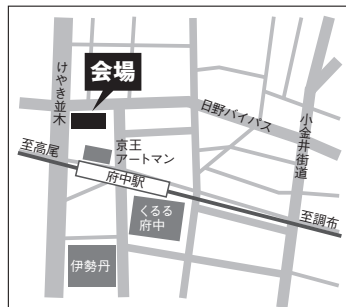 会場
けやき並木
日野バイパス
小金井街道
京王
アートマン
至高尾
府中駅
くるる
府中
至調布
伊勢丹